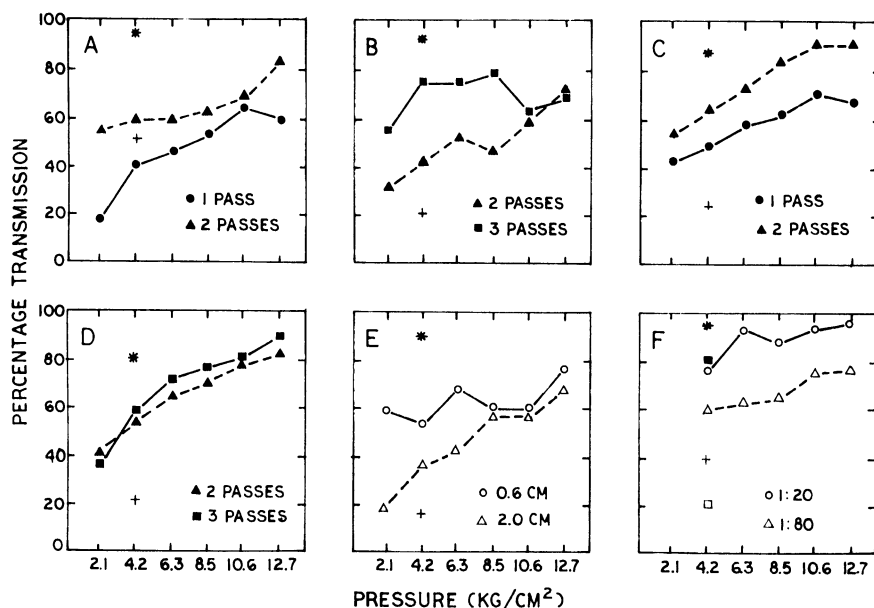 A
B
C
100
80
60
40
20
0
● 1 PASS
▲ 2 PASSES
▲ 2 PASSES
■ 3 PASSES
● 1 PASS
▲ 2 PASSES
PERCENTAGE TRANSMISSION
D
E
F
100
80
60
40
20
0
▲ 2 PASSES
■ 3 PASSES
○ 0.6 CM
△ 2.0 CM
○ 1:20
△ 1:80
2.1 4.2 6.3 8.5 10.6 12.7
2.1 4.2 6.3 8.5 10.6 12.7
2.1 4.2 6.3 8.5 10.6 12.7
PRESSURE (KG/CM²)